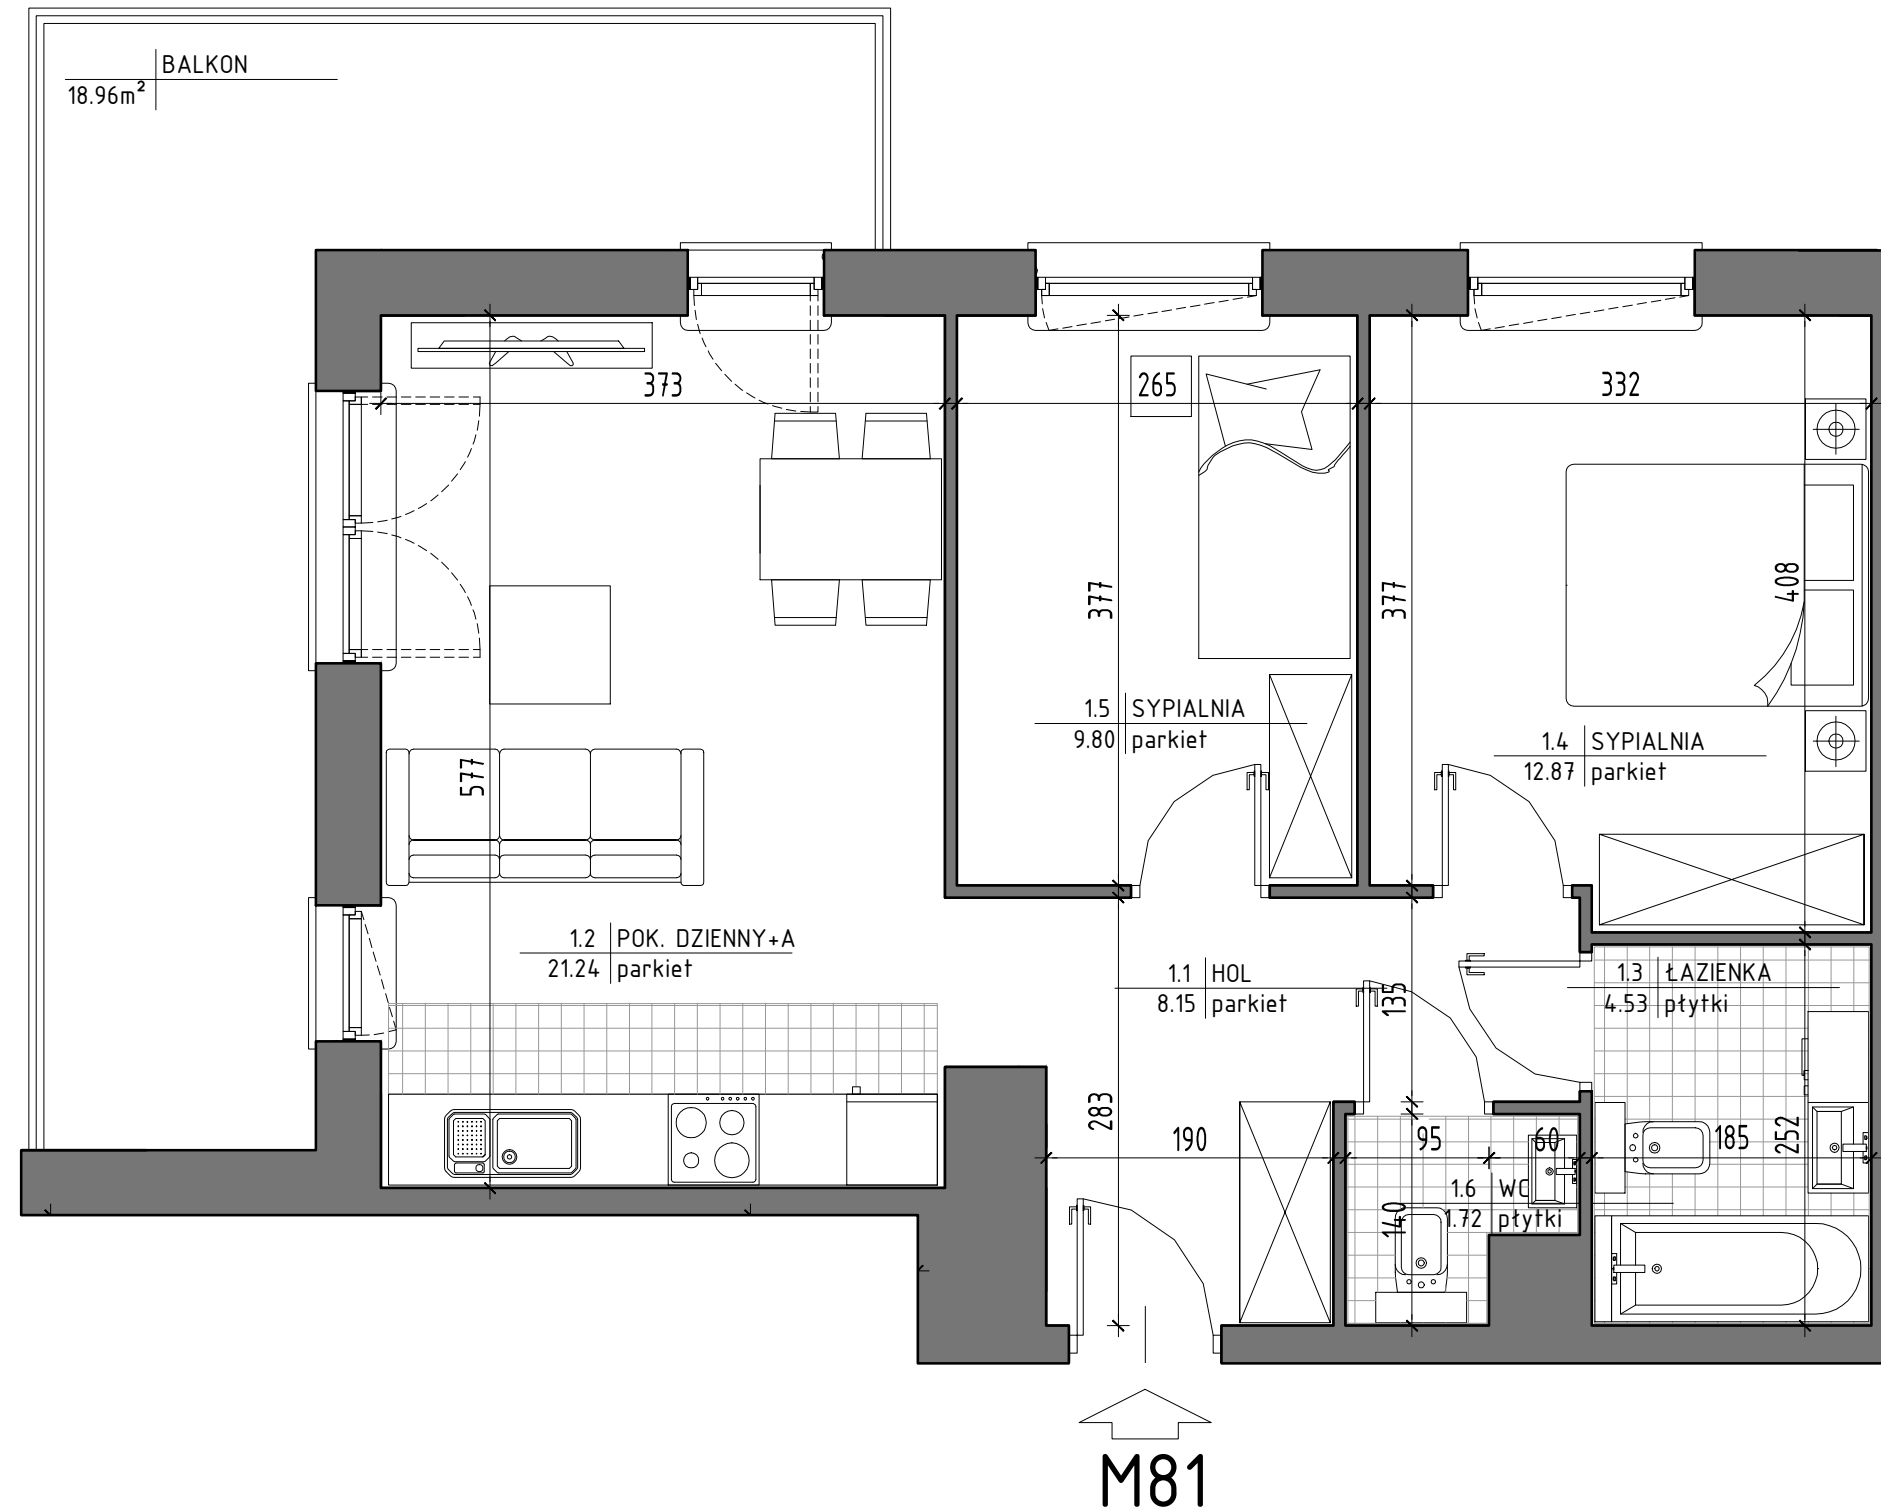 BALKON
18.96m²
373
265
332
577
377
377
408
1.5 SYPIALNIA
9.80 parkiet
1.4 SYPIALNIA
12.87 parkiet
1.2 POK. DZIENNY+A
21.24 parkiet
1.1 HOL
8.15 parkiet
135
1.3 ŁAZIENKA
4.53 płytki
283
190
95
60
185
252
140
1.6 WC
1.72 płytki
M81